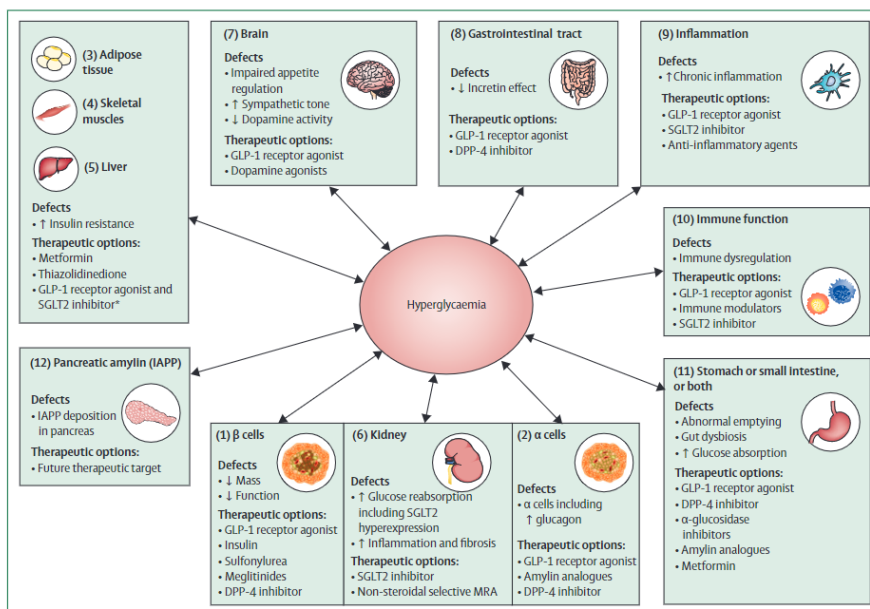 (3) Adipose
tissue
(4) Skeletal
muscles
(5) Liver
Defects
• ↑ Insulin resistance
Therapeutic options:
• Metformin
• Thiazolidinedione
• GLP-1 receptor agonist and
SGLT2 inhibitor*
(7) Brain
Defects
• Impaired appetite
regulation
• ↑ Sympathetic tone
• ↓ Dopamine activity
Therapeutic options:
• GLP-1 receptor agonist
• Dopamine agonists
(8) Gastrointestinal tract
Defects
• ↓ Incretin effect
Therapeutic options:
• GLP-1 receptor agonist
• DPP-4 inhibitor
(9) Inflammation
Defects
• ↑Chronic inflammation
Therapeutic options:
• GLP-1 receptor agonist
• SGLT2 inhibitor
• Anti-inflammatory agents
Hyperglycaemia
(10) Immune function
Defects
• Immune dysregulation
Therapeutic options:
• GLP-1 receptor agonist
• Immune modulators
• SGLT2 inhibitor
(12) Pancreatic amylin (IAPP)
Defects
• IAPP deposition
in pancreas
Therapeutic options:
• Future therapeutic target
(1) β cells
Defects
• ↓ Mass
• ↓ Function
Therapeutic options:
• GLP-1 receptor agonist
• Insulin
• Sulfonylurea
• Meglitinides
• DPP-4 inhibitor
(6) Kidney
Defects
• ↑ Glucose reabsorption
including SGLT2
hyperexpression
• ↑ Inflammation and fibrosis
Therapeutic options:
• SGLT2 inhibitor
• Non-steroidal selective MRA
(2) α cells
Defects
• α cells including
↑ glucagon
Therapeutic options:
• GLP-1 receptor agonist
• Amylin analogues
• DPP-4 inhibitor
(11) Stomach or small intestine,
or both
Defects
• Abnormal emptying
• Gut dysbiosis
• ↑ Glucose absorption
Therapeutic options:
• GLP-1 receptor agonist
• DPP-4 inhibitor
• α-glucosidase
inhibitors
• Amylin analogues
• Metformin